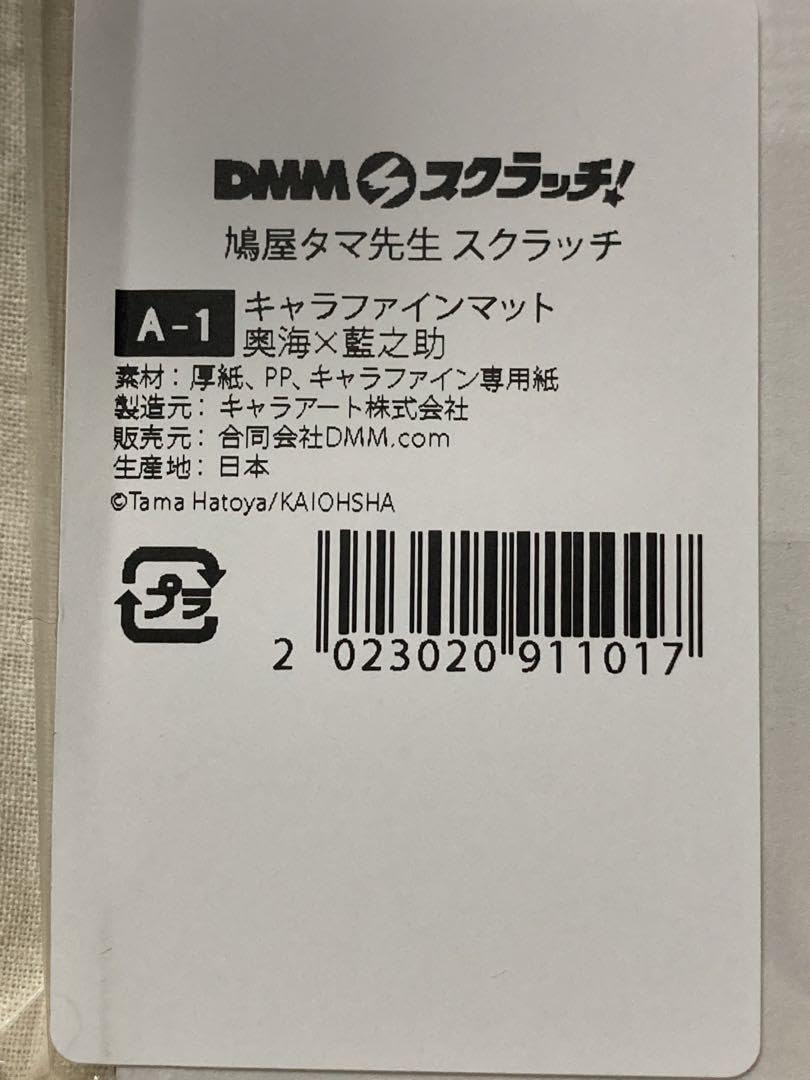 DMMスクラッチ!
鳩屋タマ先生 スクラッチ
A-1 キャラファインマット
奥海×藍之助
素材：厚紙、PP、キャラファイン専用紙
製造元：キャラアート株式会社
販売元：合同会社DMM.com
生産地：日本
©Tama Hatoya/KAIOHSHA
プラ
2 023020 911017